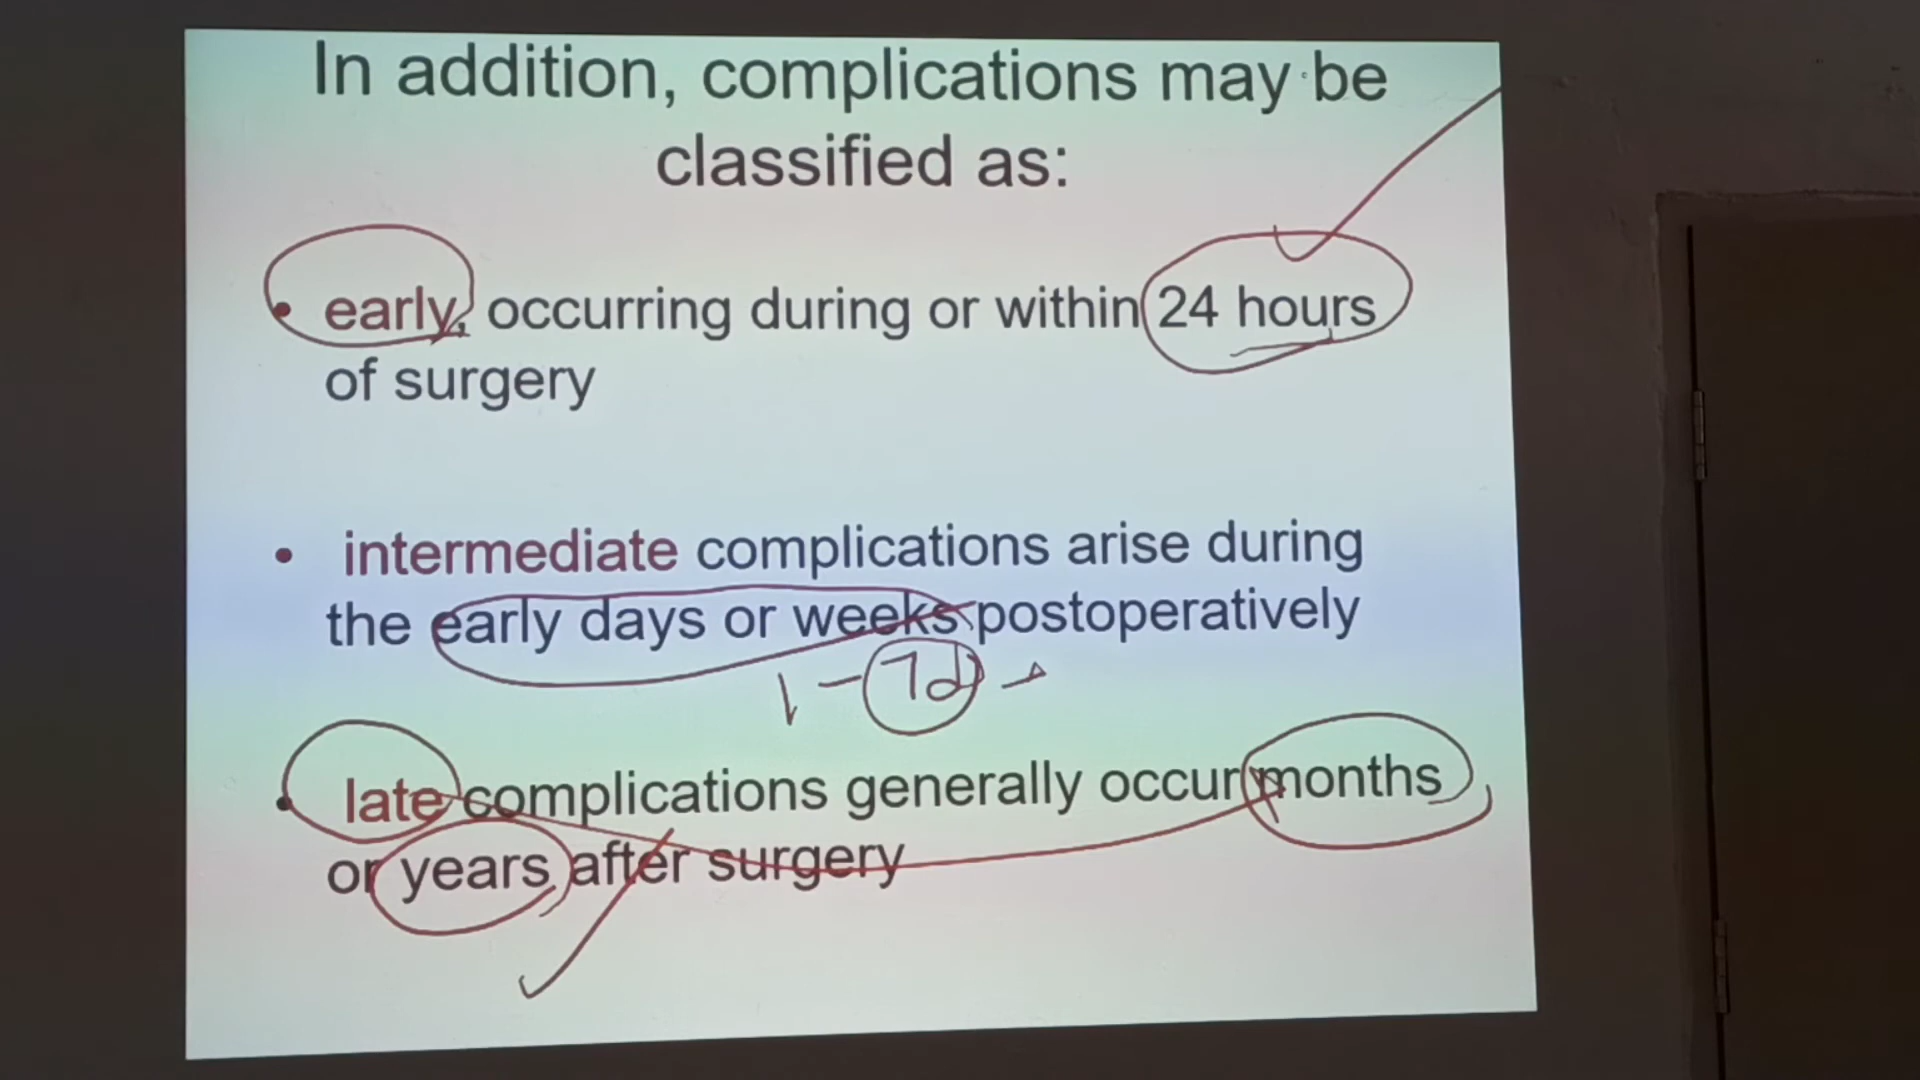 In addition, complications may be
classified as:
• early, occurring during or within 24 hours
of surgery
• intermediate complications arise during
the early days or weeks postoperatively
1 - 7d
• late complications generally occur months
or years after surgery